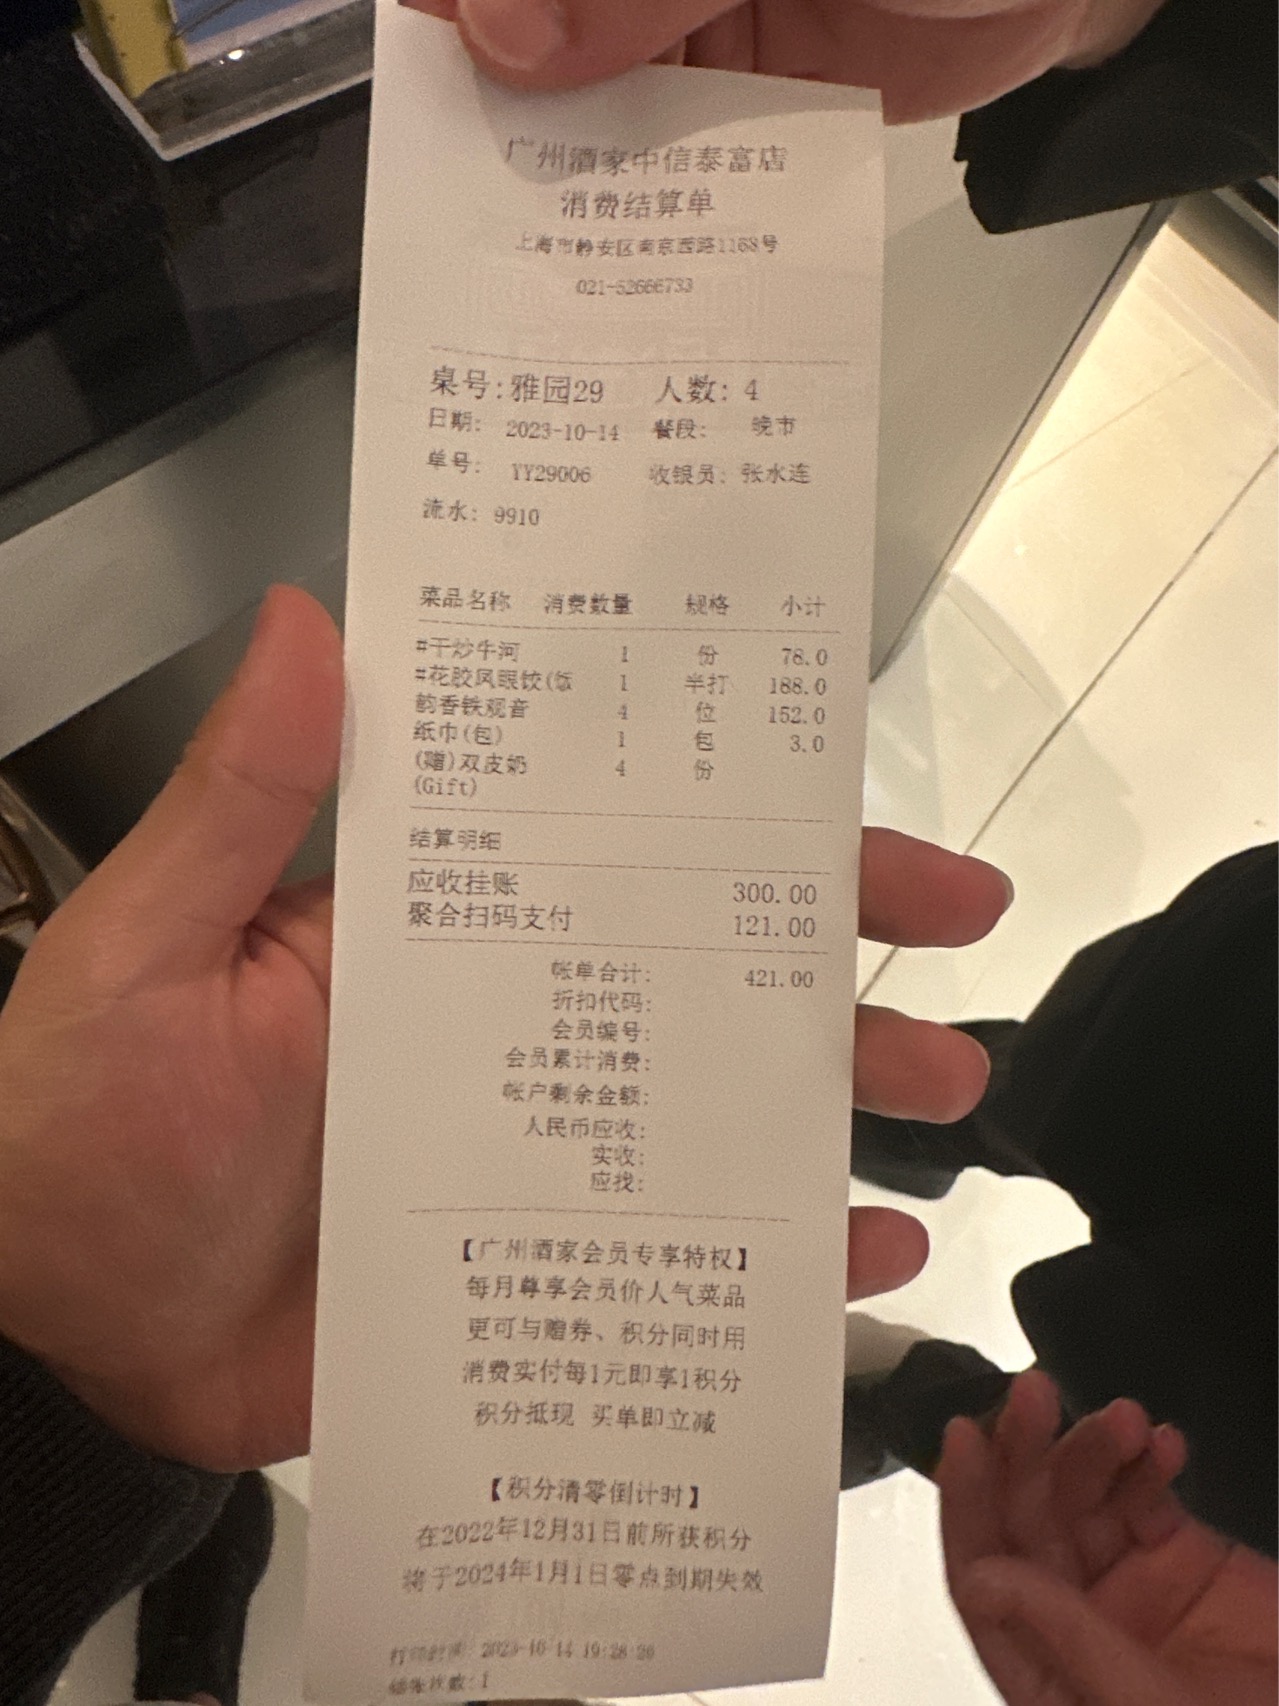 广州酒家中信泰富店
消费结算单
上海市静安区南京西路1168号
021-52666733
桌号:雅园29 人数: 4
日期: 2023-10-14 餐段: 晚市
单号: YY29006 收银员: 张水连
流水: 9910
菜品名称 消费数量 规格 小计
#干炒牛河 1 份 78.0
#花胶凤眼饺(饭 1 半打 188.0
韵香铁观音 4 位 152.0
纸巾(包) 1 包 3.0
(赠)双皮奶 4 份
(Gift)
结算明细
应收挂账 300.00
聚合扫码支付 121.00
帐单合计: 421.00
折扣代码:
会员编号:
会员累计消费:
帐户剩余金额:
人民币应收:
实收:
应找:
【广州酒家会员专享特权】
每月尊享会员价人气菜品
更可与赠券、积分同时用
消费实付每1元即享1积分
积分抵现 买单即立减
【积分清零倒计时】
在2022年12月31日前所获积分
将于2024年1月1日零点到期失效
打印时间: 2023-10-14 19:28:20
结账次数:1